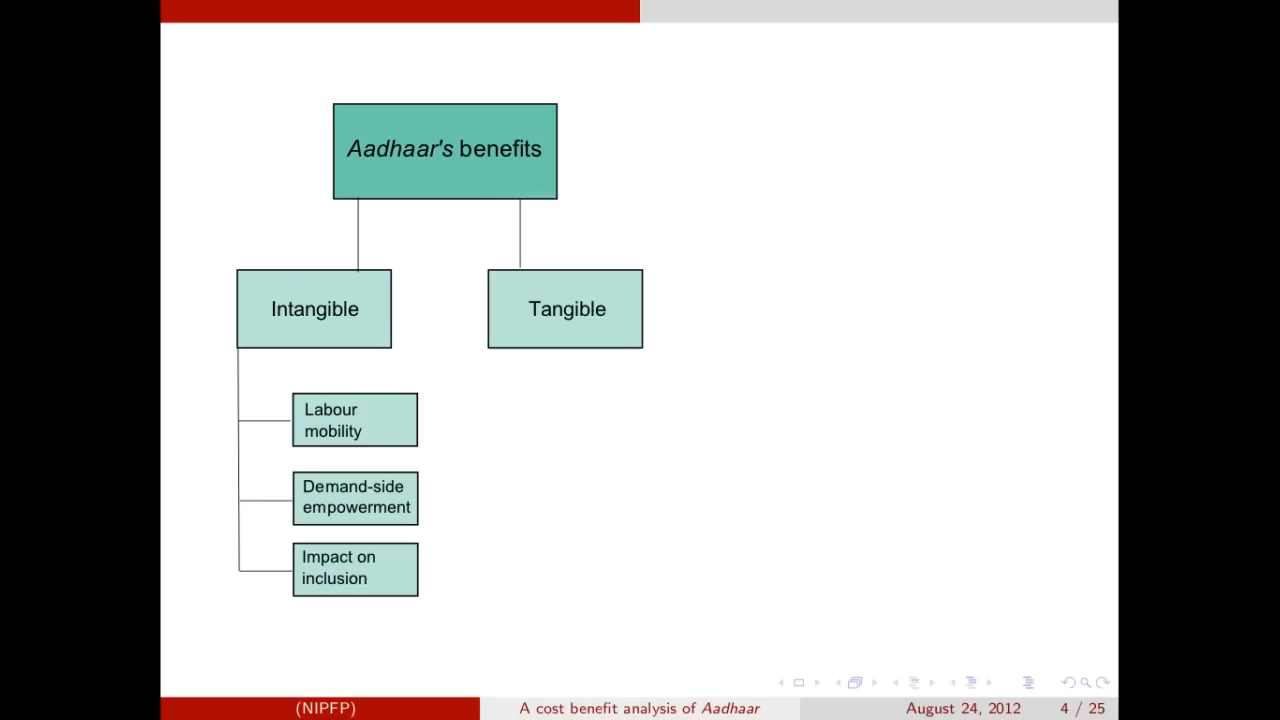 Aadhaar's benefits
Intangible
Tangible
Labour
mobility
Demand-side
empowerment
Impact on
inclusion
(NIPFP)
A cost benefit analysis of Aadhaar
August 24, 2012
4 / 25